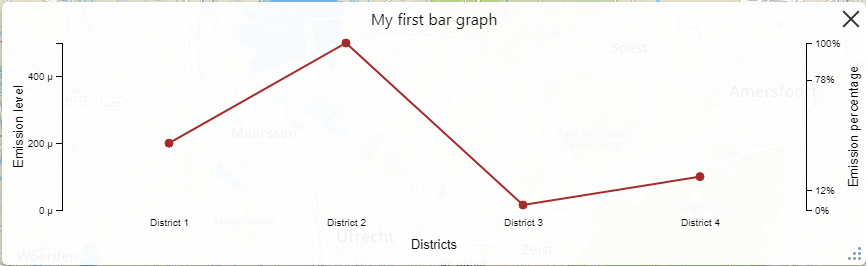 My first bar graph
Emission level
400 µ
200 µ
0 µ
100%
78%
12%
0%
Emission percentage
District 1
District 2
District 3
District 4
Districts
Soest
Amersfoort
Maarssen
Utrecht
Zeist
Woerden
N401